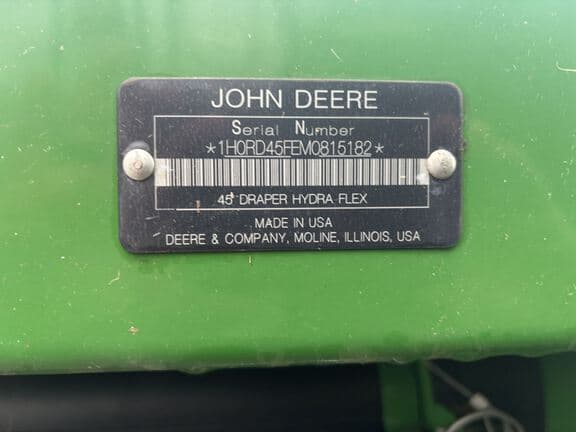 JOHN DEERE
Serial Number
*1H0RD45FEM0815182*
45' DRAPER HYDRA FLEX
MADE IN USA
DEERE & COMPANY, MOLINE, ILLINOIS, USA